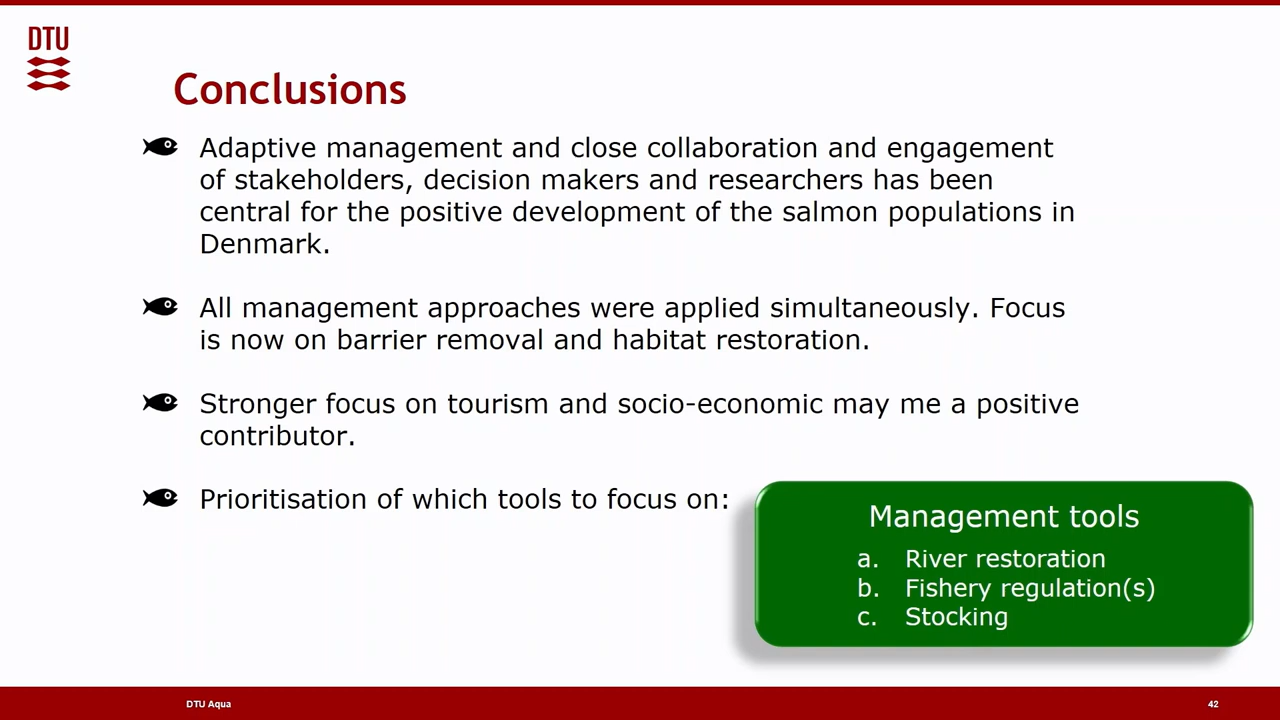 DTU
Conclusions
Adaptive management and close collaboration and engagement
of stakeholders, decision makers and researchers has been
central for the positive development of the salmon populations in
Denmark.
All management approaches were applied simultaneously. Focus
is now on barrier removal and habitat restoration.
Stronger focus on tourism and socio-economic may me a positive
contributor.
Prioritisation of which tools to focus on:
Management tools
a. River restoration
b. Fishery regulation(s)
c. Stocking
DTU Aqua
42